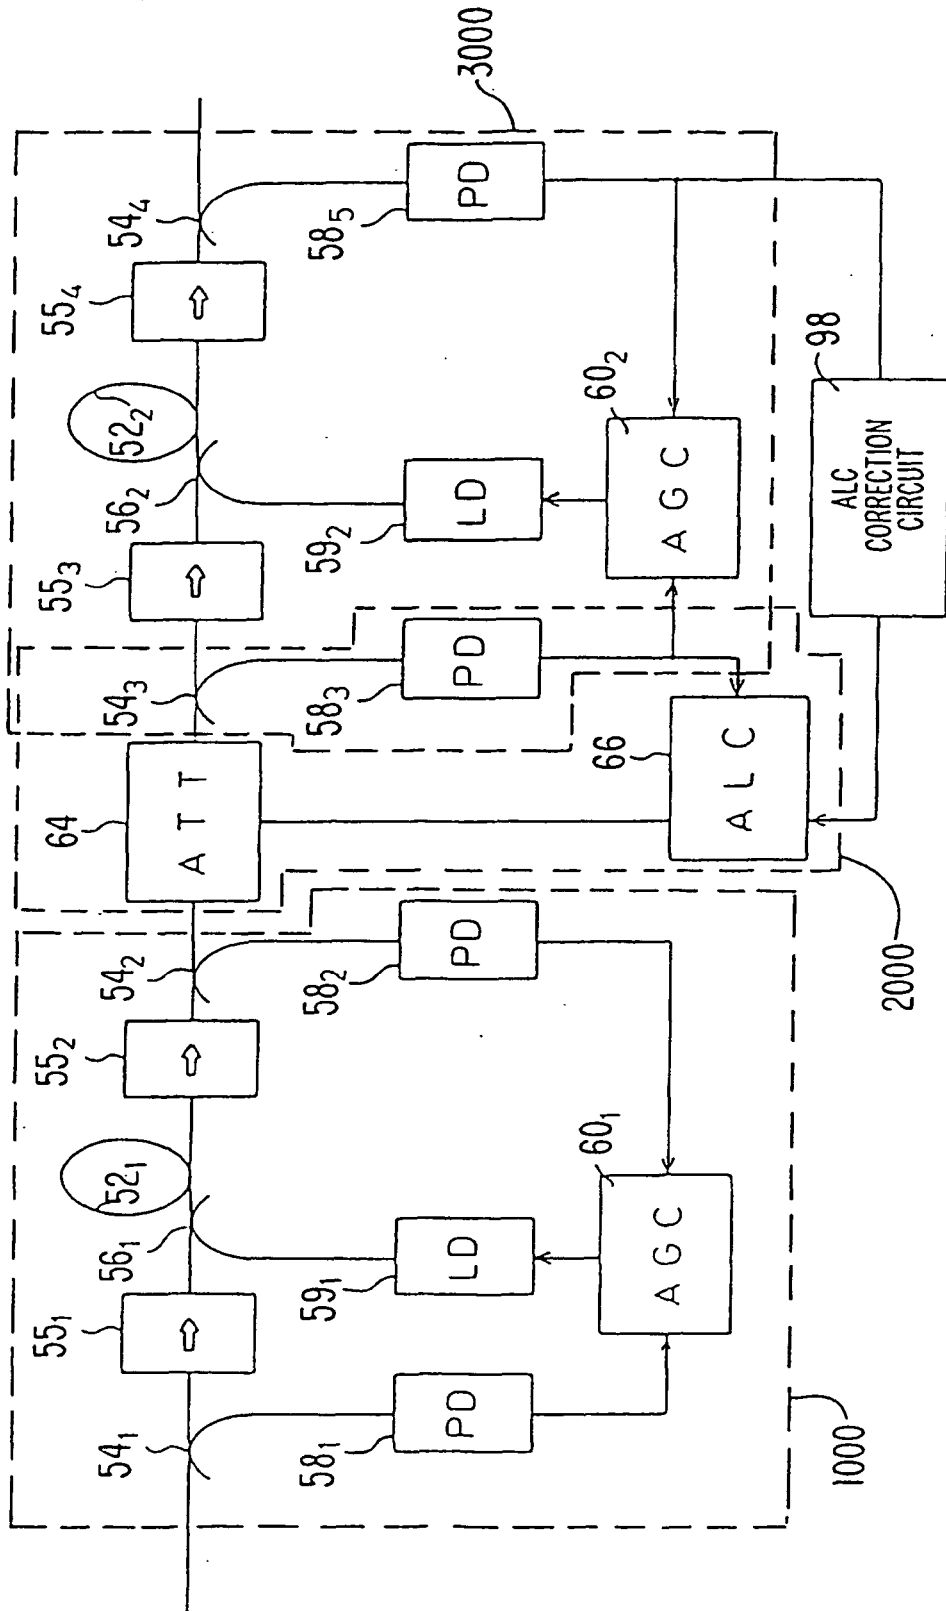 54₁
55₁
56₁
52₁
55₂
54₂
64
ATT
54₃
55₃
56₂
52₂
55₄
54₄
58₁
PD
59₁
LD
58₂
PD
58₃
PD
59₂
LD
58₅
PD
3000
60₁
AGC
66
ALC
60₂
AGC
98
ALC
CORRECTION
CIRCUIT
1000
2000